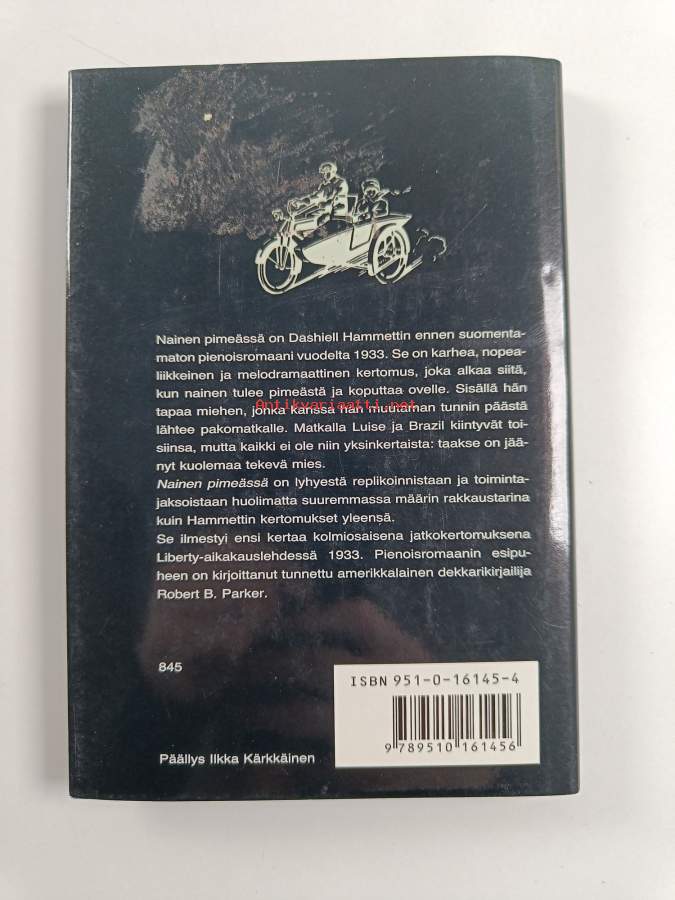 Nainen pimeässä on Dashiell Hammettin ennen suomenta-
maton pienoisromaani vuodelta 1933. Se on karhea, nopea-
liikkeinen ja melodramaattinen kertomus, joka alkaa siitä,
kun nainen tulee pimeästä ja koputtaa ovelle. Sisällä hän
tapaa miehen, jonka kanssa hän muutaman tunnin päästä
Antikvariaatti.net
lähtee pakomatkalle. Matkalla Luise ja Brazil kiintyvät toi-
siinsa, mutta kaikki ei ole niin yksinkertaista: taakse on jää-
nyt kuolemaa tekevä mies.
Nainen pimeässä on lyhyestä replikoinnistaan ja toiminta-
jaksoistaan huolimatta suuremmassa määrin rakkaustarina
kuin Hammettin kertomukset yleensä.
Se ilmestyi ensi kertaa kolmiosaisena jatkokertomuksena
Liberty-aikakauslehdessä 1933. Pienoisromaanin esipu-
heen on kirjoittanut tunnettu amerikkalainen dekkarikirjailija
Robert B. Parker.
845
ISBN 951-0-16145-4
9 789510 161456
Päällys Ilkka Kärkkäinen